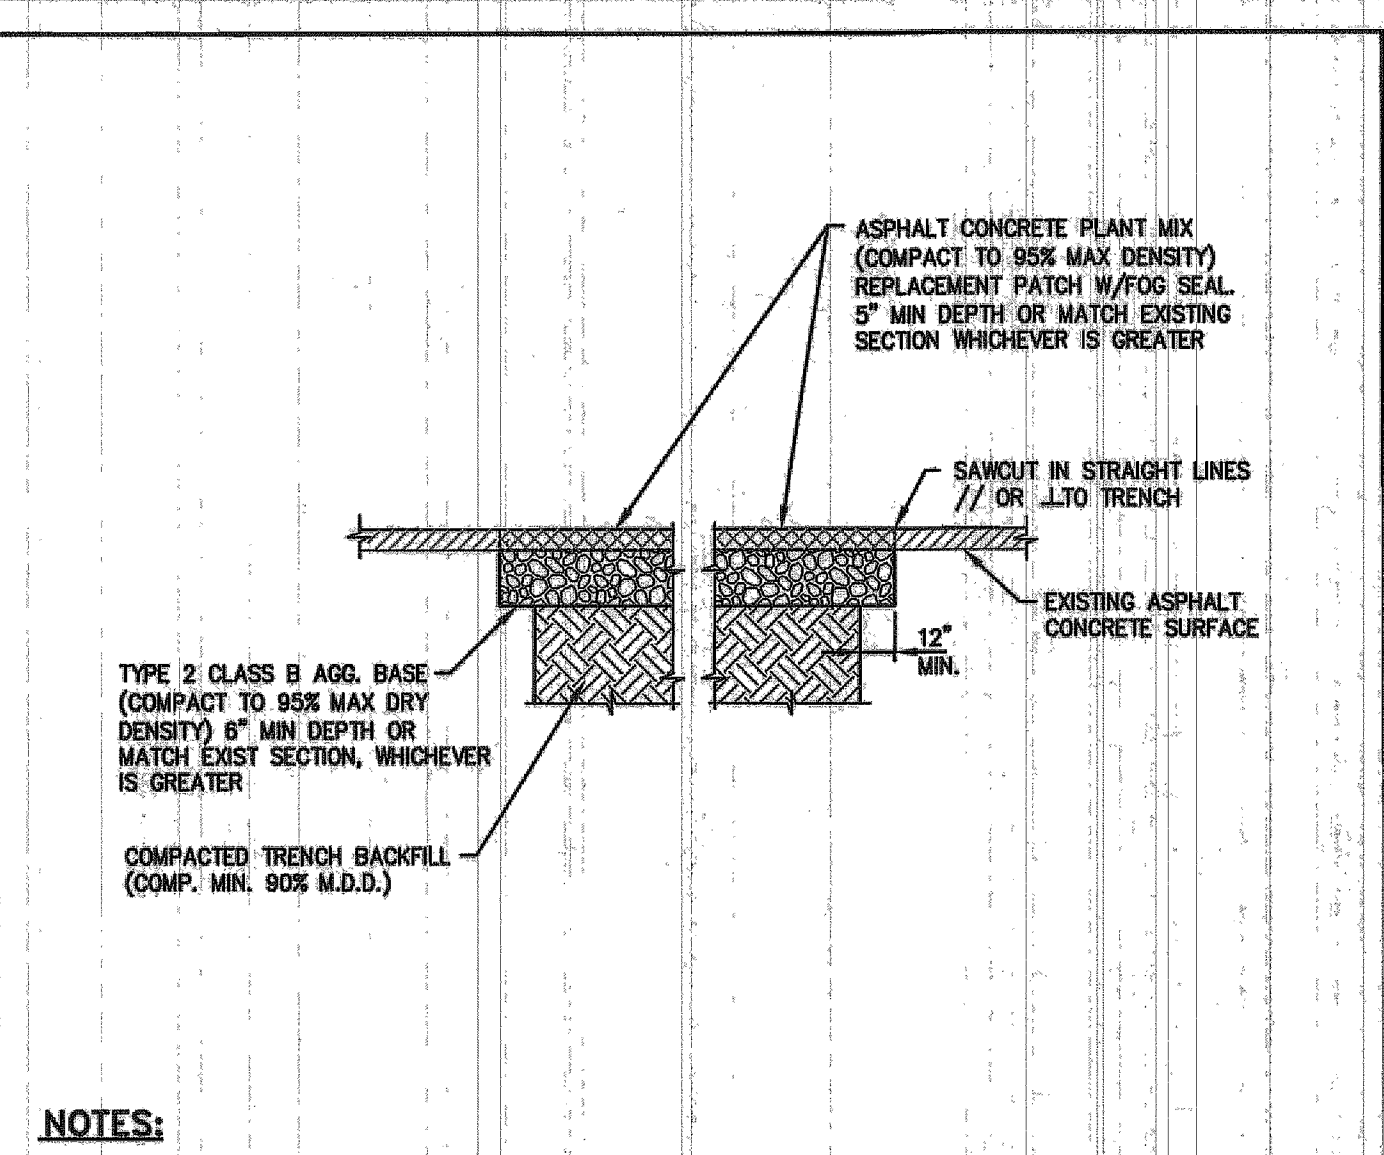 ASPHALT CONCRETE PLANT MIX
(COMPACT TO 95% MAX DENSITY)
REPLACEMENT PATCH W/FOG SEAL.
5" MIN DEPTH OR MATCH EXISTING
SECTION WHICHEVER IS GREATER
SAWCUT IN STRAIGHT LINES
// OR ⊥TO TRENCH
EXISTING ASPHALT
CONCRETE SURFACE
12"
MIN.
TYPE 2 CLASS B AGG. BASE
(COMPACT TO 95% MAX DRY
DENSITY) 6" MIN DEPTH OR
MATCH EXIST SECTION, WHICHEVER
IS GREATER
COMPACTED TRENCH BACKFILL
(COMP. MIN. 90% M.D.D.)
NOTES: